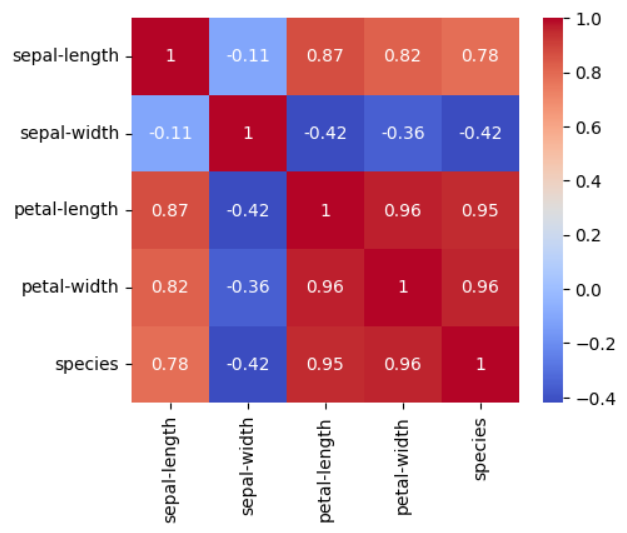 sepal-length 1 -0.11 0.87 0.82 0.78
sepal-width -0.11 1 -0.42 -0.36 -0.42
petal-length 0.87 -0.42 1 0.96 0.95
petal-width 0.82 -0.36 0.96 1 0.96
species 0.78 -0.42 0.95 0.96 1
sepal-length
sepal-width
petal-length
petal-width
species
1.0
0.8
0.6
0.4
0.2
0.0
−0.2
−0.4